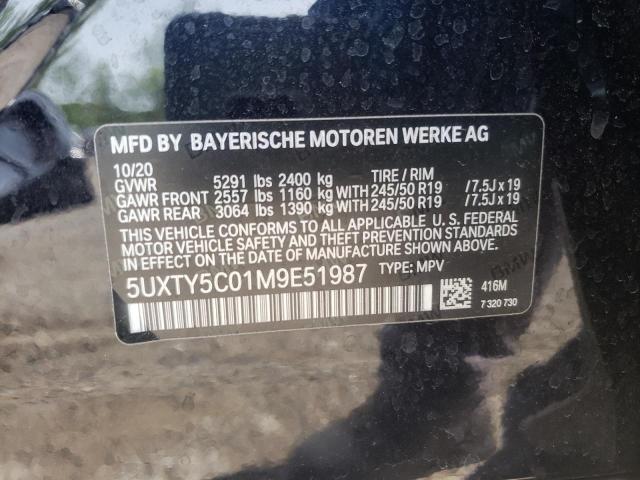 MFD BY BAYERISCHE MOTOREN WERKE AG
10/20 TIRE / RIM
GVWR 5291 lbs 2400 kg
GAWR FRONT 2557 lbs 1160 kg WITH 245/50 R19 /7.5J x 19
GAWR REAR 3064 lbs 1390 kg WITH 245/50 R19 /7.5J x 19
THIS VEHICLE CONFORMS TO ALL APPLICABLE U. S. FEDERAL
MOTOR VEHICLE SAFETY, BUMPER, AND THEFT PREVENTION STANDARDS
IN EFFECT ON THE DATE OF MANUFACTURE SHOWN ABOVE.
5UXTY5C01M9E51987 TYPE: MPV
416M
7 320 730